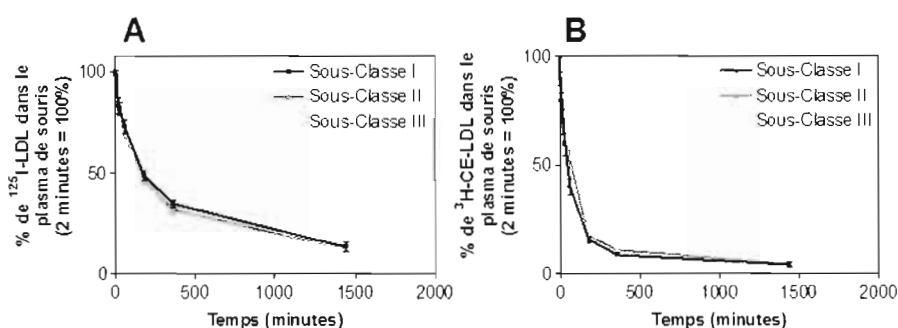 A
% de ¹²⁵I-LDL dans le
plasma de souris
(2 minutes = 100%)
100
50
0
Sous-Classe I
Sous-Classe II
Sous-Classe III
0
500
1000
1500
2000
Temps (minutes)
B
% de ³H-CE-LDL dans le
plasma de souris
(2 minutes = 100%)
100
50
0
Sous-Classe I
Sous-Classe II
Sous-Classe III
0
500
1000
1500
2000
Temps (minutes)